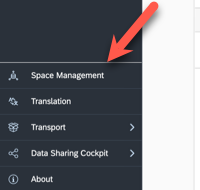 Space Management
Translation
Transport
Data Sharing Cockpit
About